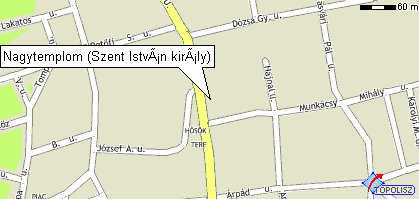 Lakatos u.
Dózsa Gy. u.
60 m
Petőfi S. u.
Nagytemplom (Szent IstvÃ¡n kirÃ¡ly)
Hajnal u.
Pál u.
Mihály u.
Munkácsy
Károlyi M.
B. u.
HŐSÖK
TERE
József A. u.
Árpád u.
TOPOLISZ
PIAC